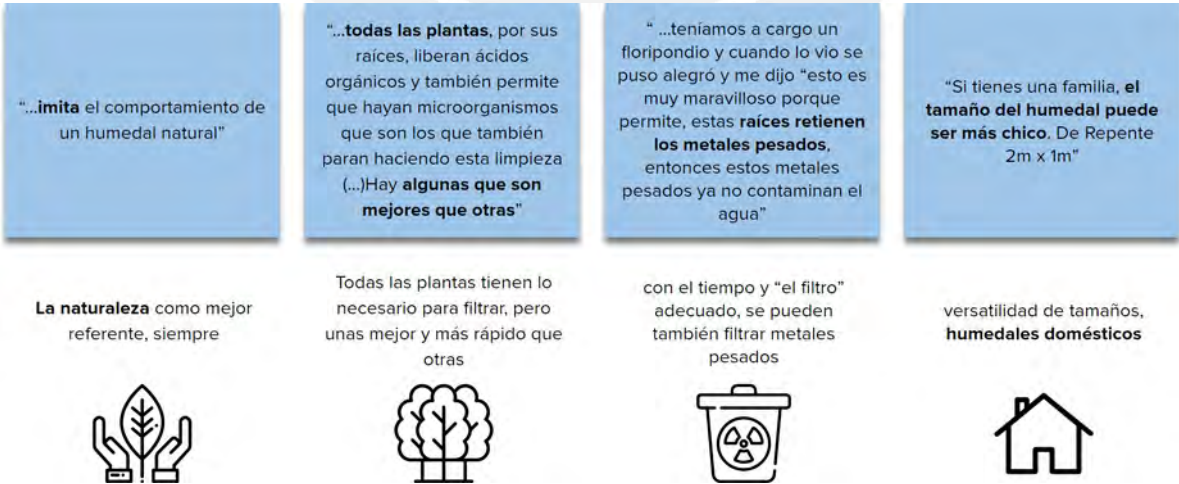 “...imita el comportamiento de
un humedal natural”
“...todas las plantas, por sus
raíces, liberan ácidos
orgánicos y también permite
que hayan microorganismos
que son los que también
paran haciendo esta limpieza
(...)Hay algunas que son
mejores que otras”
“ ...teníamos a cargo un
floripondio y cuando lo vio se
puso alegró y me dijo “esto es
muy maravilloso porque
permite, estas raíces retienen
los metales pesados,
entonces estos metales
pesados ya no contaminan el
agua”
“Si tienes una familia, el
tamaño del humedal puede
ser más chico. De Repente
2m x 1m”
La naturaleza como mejor
referente, siempre
Todas las plantas tienen lo
necesario para filtrar, pero
unas mejor y más rápido que
otras
con el tiempo y “el filtro”
adecuado, se pueden
también filtrar metales
pesados
versatilidad de tamaños,
humedales domésticos